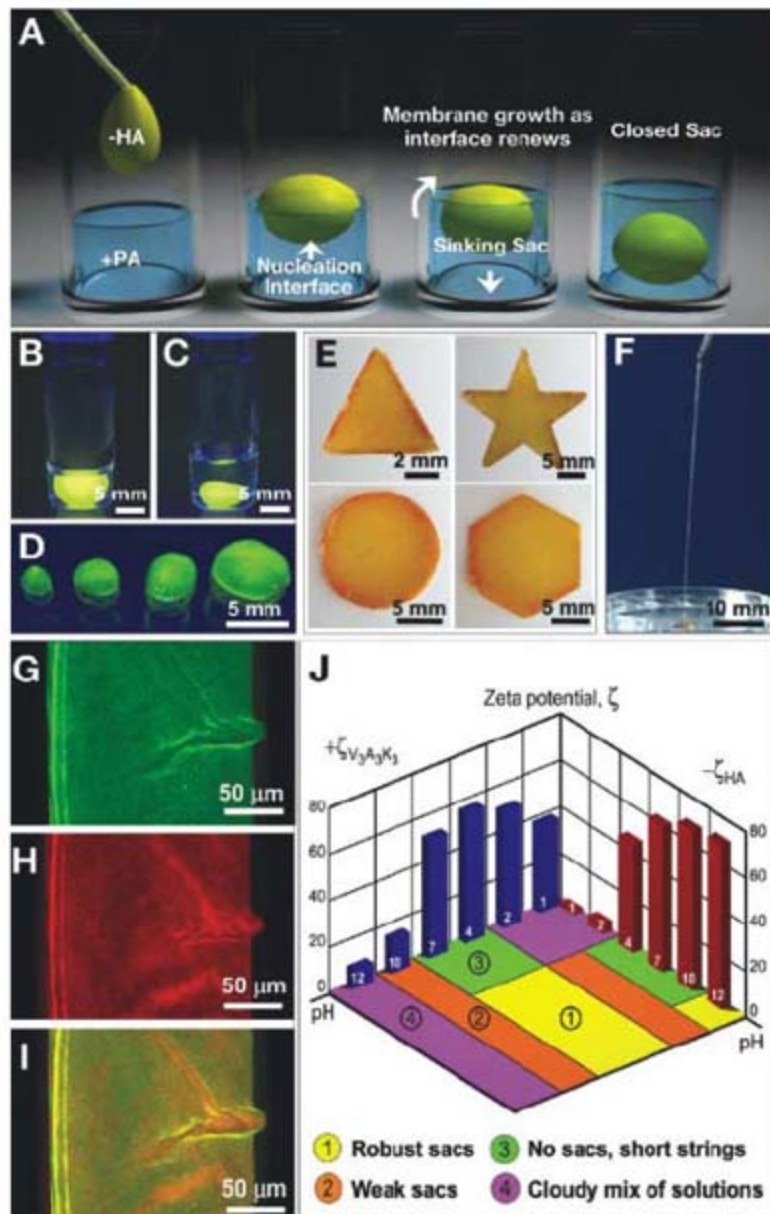 A
-HA
+PA
Nucleation
Interface
Membrane growth as
interface renews
Sinking Sac
Closed Sac
B
5 mm
C
5 mm
D
5 mm
E
2 mm
5 mm
5 mm
5 mm
F
10 mm
G
50 μm
H
50 μm
I
50 μm
J
Zeta potential, ζ
+ζV₃A₃K₃
−ζHA
80
60
40
20
0
pH
12
10
7
4
2
1
1
2
4
7
10
12
80
60
40
20
0
pH
3
4
2
1
1 Robust sacs
2 Weak sacs
3 No sacs, short strings
4 Cloudy mix of solutions